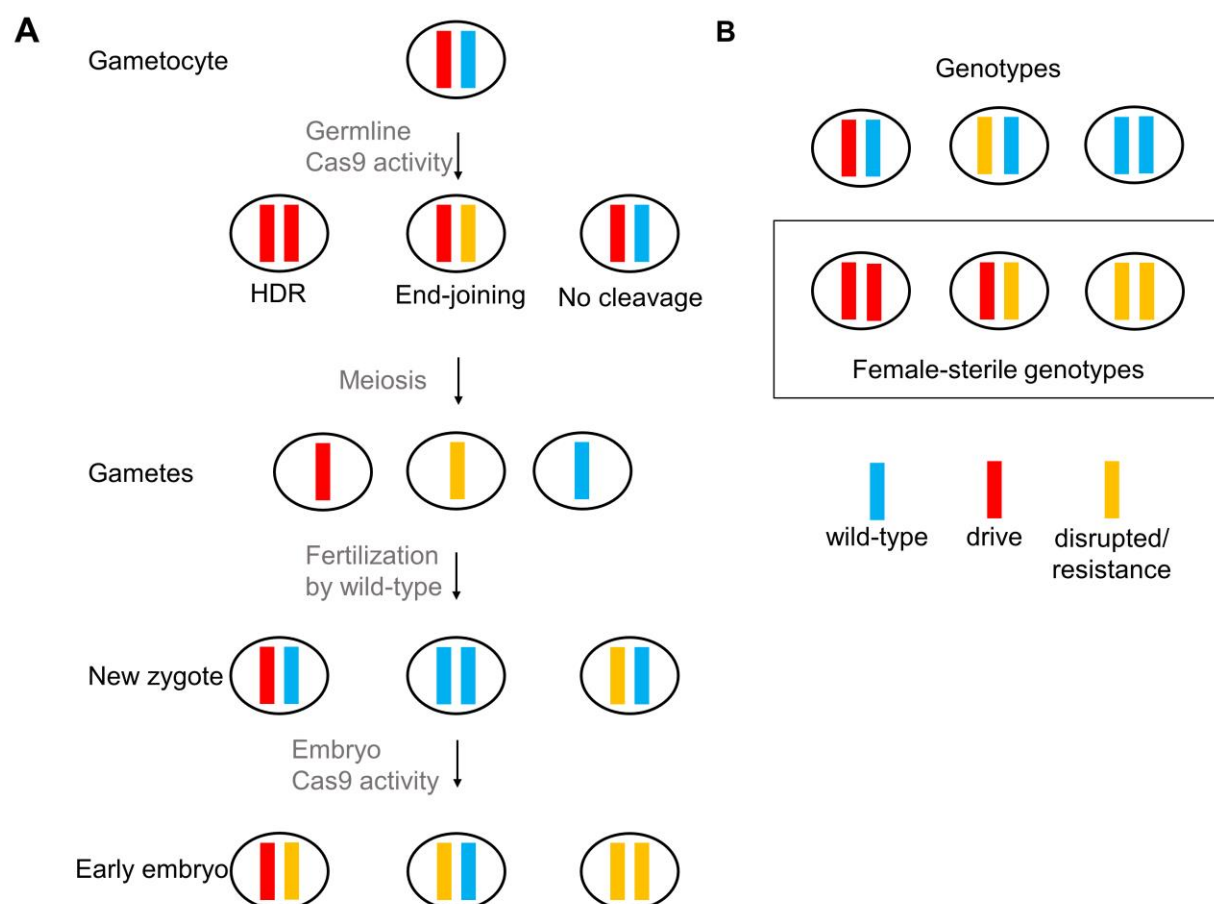 A
Gametocyte
Germline
Cas9 activity
HDR
End-joining
No cleavage
Meiosis
Gametes
Fertilization
by wild-type
New zygote
Embryo
Cas9 activity
Early embryo
B
Genotypes
Female-sterile genotypes
wild-type
drive
disrupted/
resistance